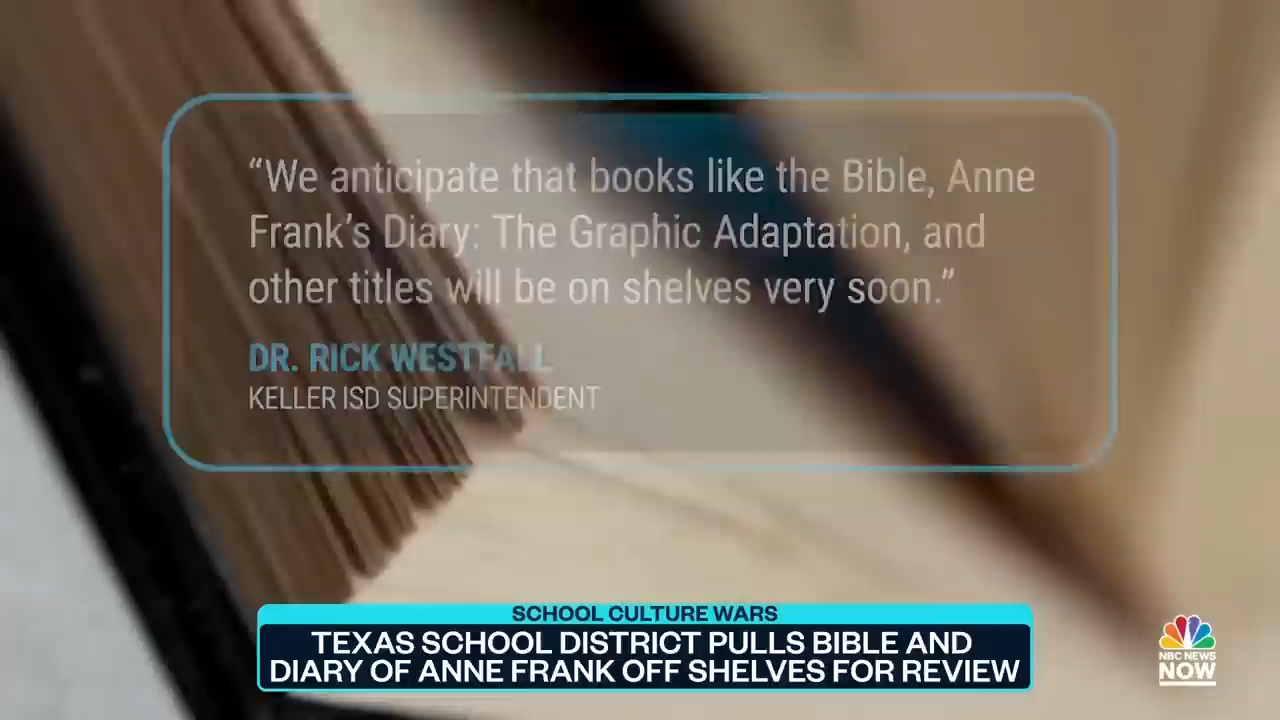 “We anticipate that books like the Bible, Anne
Frank’s Diary: The Graphic Adaptation, and
other titles will be on shelves very soon.”
DR. RICK WESTFALL
KELLER ISD SUPERINTENDENT
SCHOOL CULTURE WARS
TEXAS SCHOOL DISTRICT PULLS BIBLE AND
DIARY OF ANNE FRANK OFF SHELVES FOR REVIEW
NBC NEWS
NOW